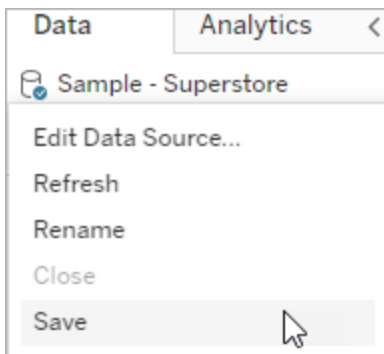 Data Analytics <
Sample - Superstore
Edit Data Source...
Refresh
Rename
Close
Save